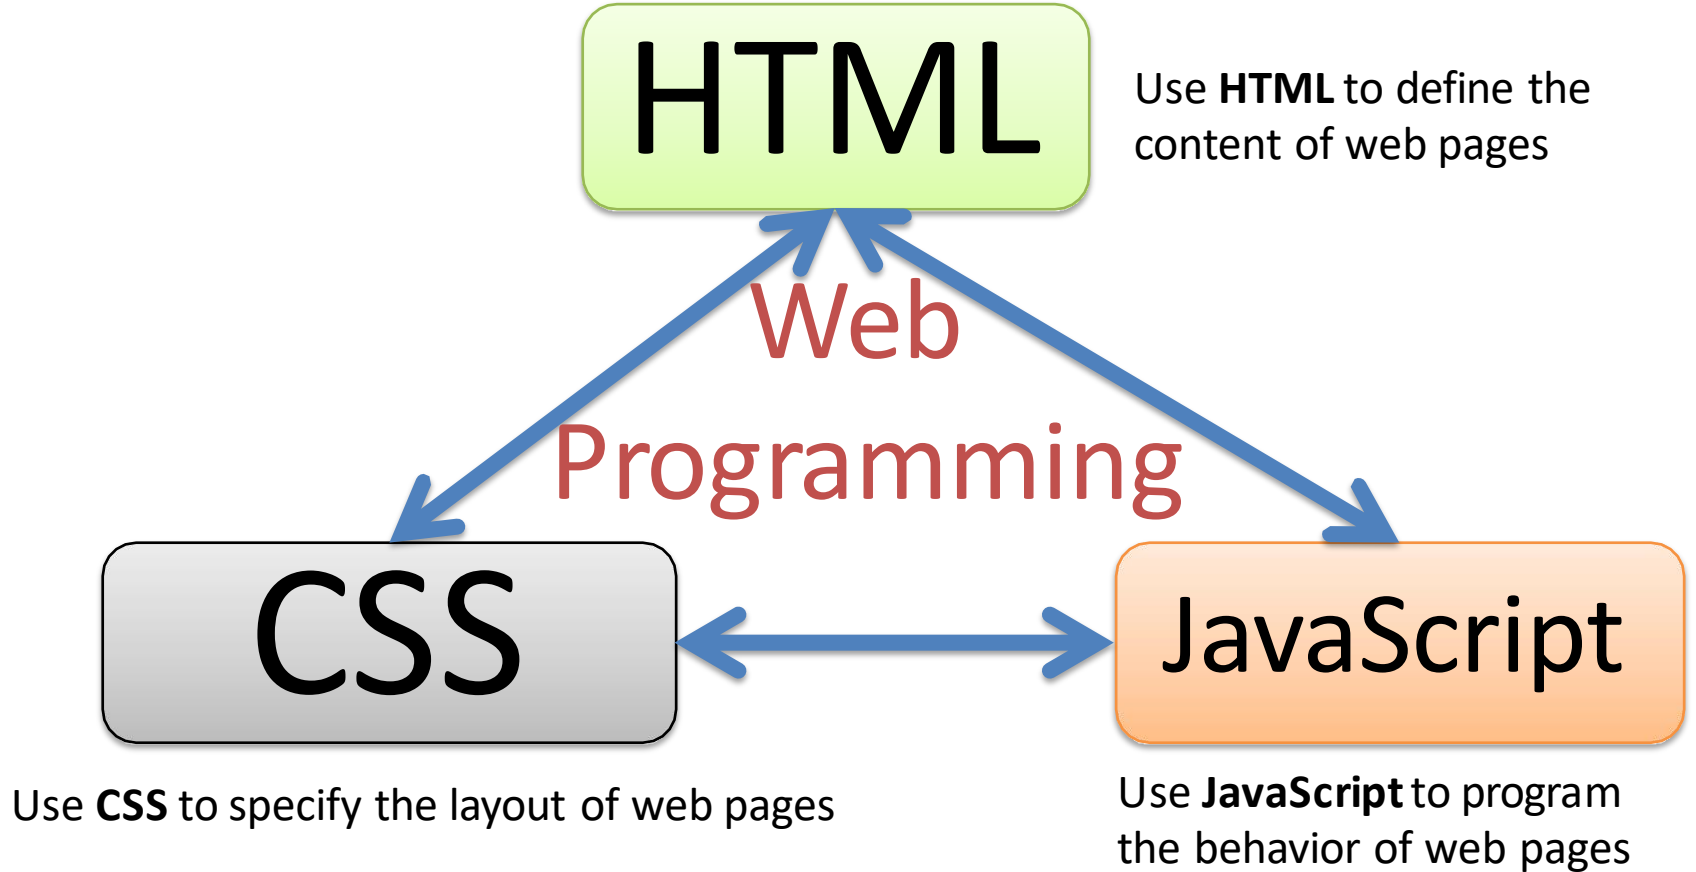 HTML
Use HTML to define the
content of web pages
Web
Programming
CSS
JavaScript
Use CSS to specify the layout of web pages
Use JavaScript to program
the behavior of web pages